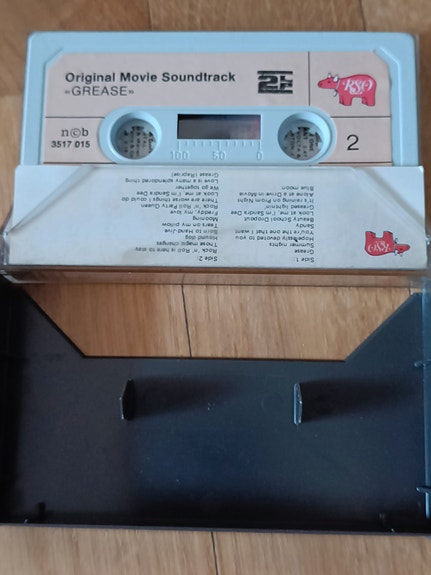 Original Movie Soundtrack
»GREASE»
2
RSO
n©b
3517 015
100 50 0
2
RSO
Side 1
Grease
Summer nights
Hopelessly devoted to you
You're the one that I want
Sandy
Beauty School Dropout
Look at me, I'm Sandra Dee
Greased lightnin
It's raining on Prom Night
Alone at a Drive-in Movie
Blue moon
Side 2:
Rock 'n' Roll is here to stay
Those magic changes
Hound dog
Born to Hand-Jive
Tears on my pillow
Mooning
Freddy, my love
Rock 'n' Roll Party Queen
There are worse things I could do
Look at me, I'm Sandra Dee
We go together
Love is a many splendored thing
Grease (Reprise)